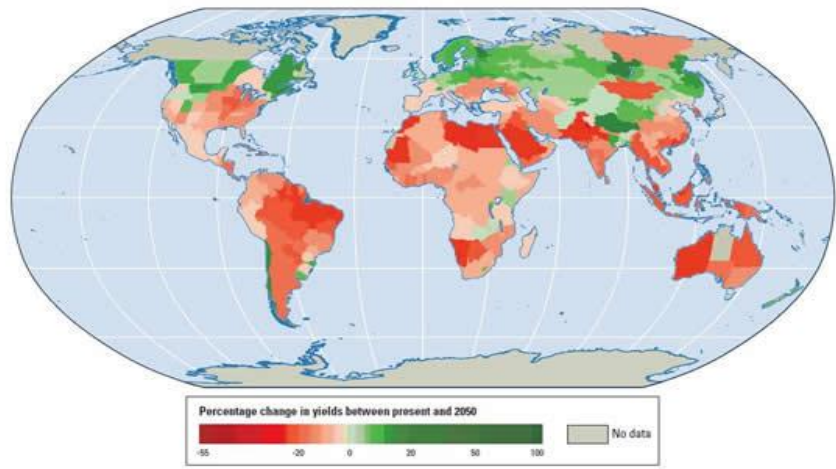 Percentage change in yields between present and 2050
-55 -20 0 20 50 100
No data